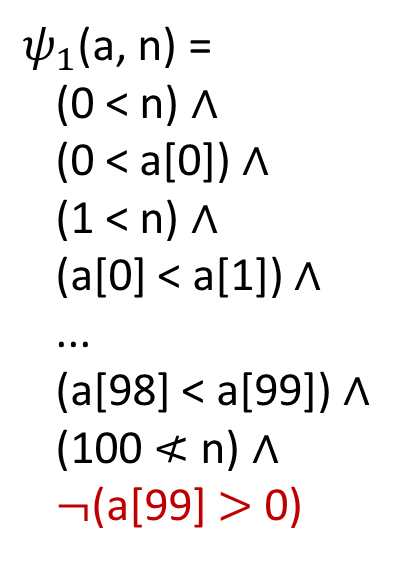 𝜓₁(a, n) =
(0 < n) ∧
(0 < a[0]) ∧
(1 < n) ∧
(a[0] < a[1]) ∧
...
(a[98] < a[99]) ∧
(100 ≮ n) ∧
¬(a[99] > 0)